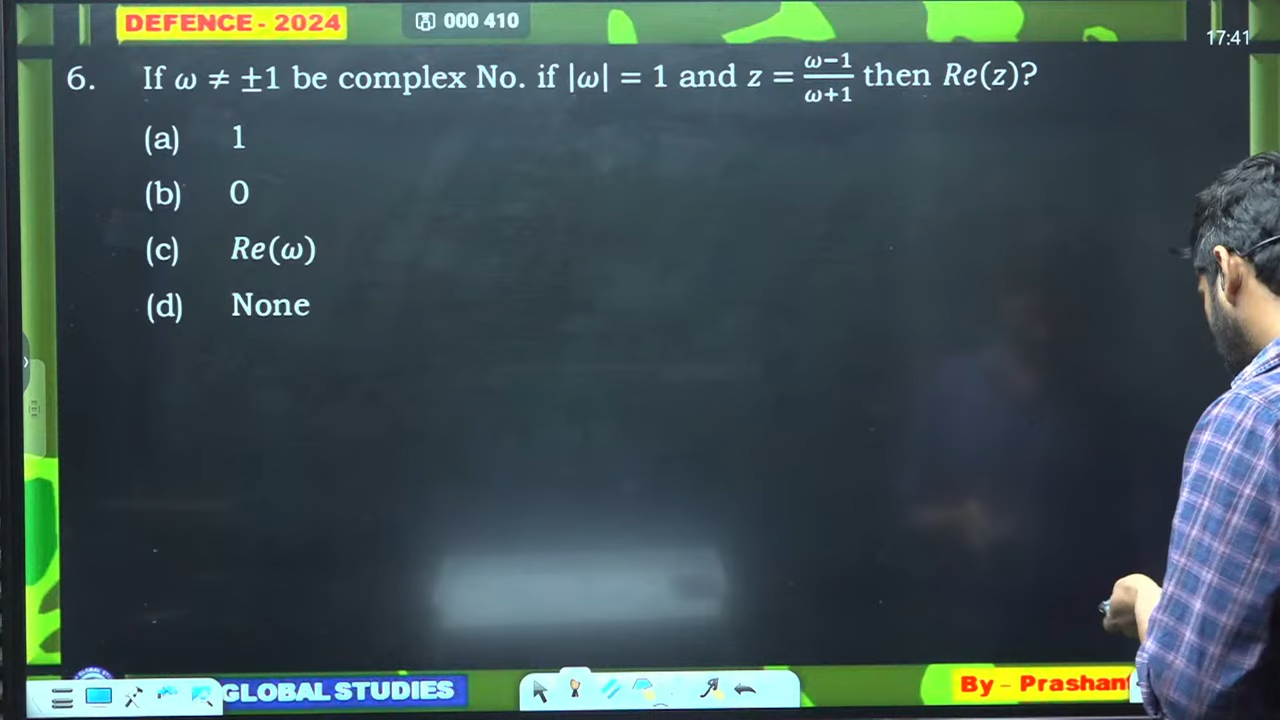 DEFENCE - 2024
000 410
17:41
6. If ω ≠ ±1 be complex No. if |ω| = 1 and z = (ω−1)/(ω+1) then Re(z)?
(a) 1
(b) 0
(c) Re(ω)
(d) None
GLOBAL STUDIES
By - Prashan